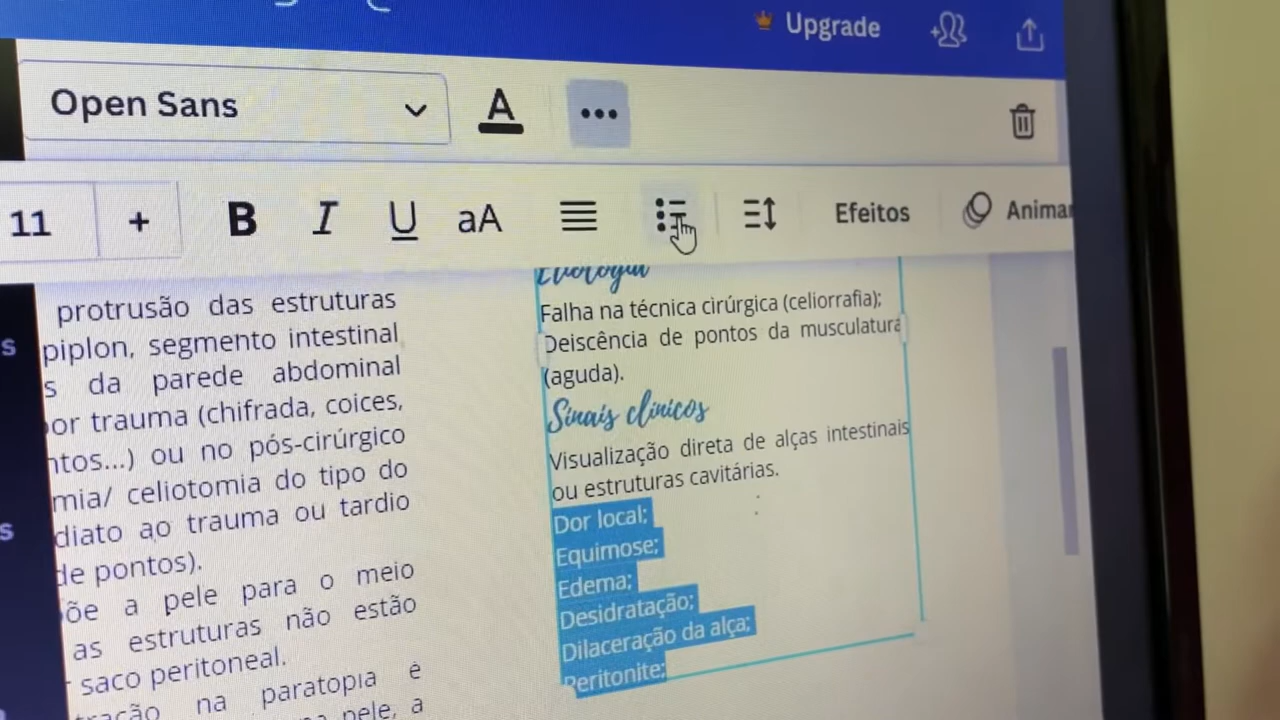 Upgrade
Open Sans
A
11
+
B
I
U
aA
Efeitos
Animar
protrusão das estruturas
piplon, segmento intestinal
s da parede abdominal
or trauma (chifrada, coices,
ntos...) ou no pós-cirúrgico
mia/ celiotomia do tipo do
diato ao trauma ou tardio
de pontos).
õe a pele para o meio
as estruturas não estão
saco peritoneal.
na paratopia é
pele, a
s
s
Etiologia
Falha na técnica cirúrgica (celiorrafia);
Deiscência de pontos da musculatura
(aguda).
Sinais clínicos
Visualização direta de alças intestinais
ou estruturas cavitárias.
Dor local;
Equimose;
Edema;
Desidratação;
Dilaceração da alça;
Peritonite;